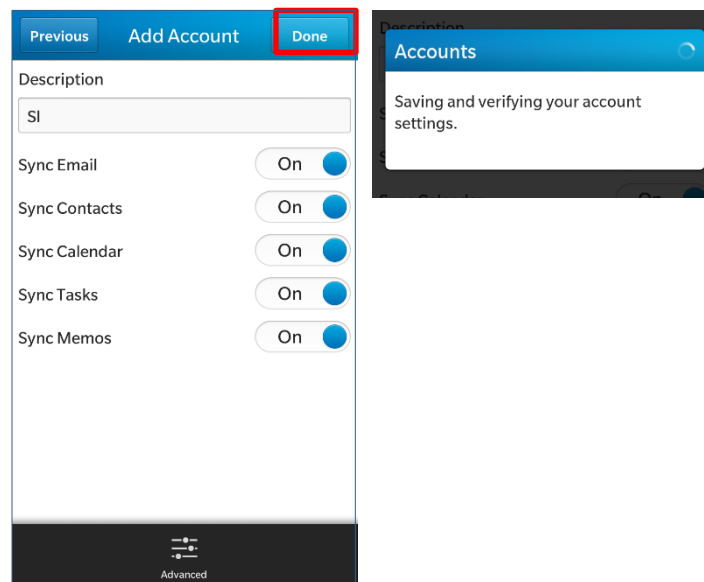 Previous Add Account Done
Description
SI
Sync Email On
Sync Contacts On
Sync Calendar On
Sync Tasks On
Sync Memos On
Advanced
Description
Accounts
Saving and verifying your account
settings.